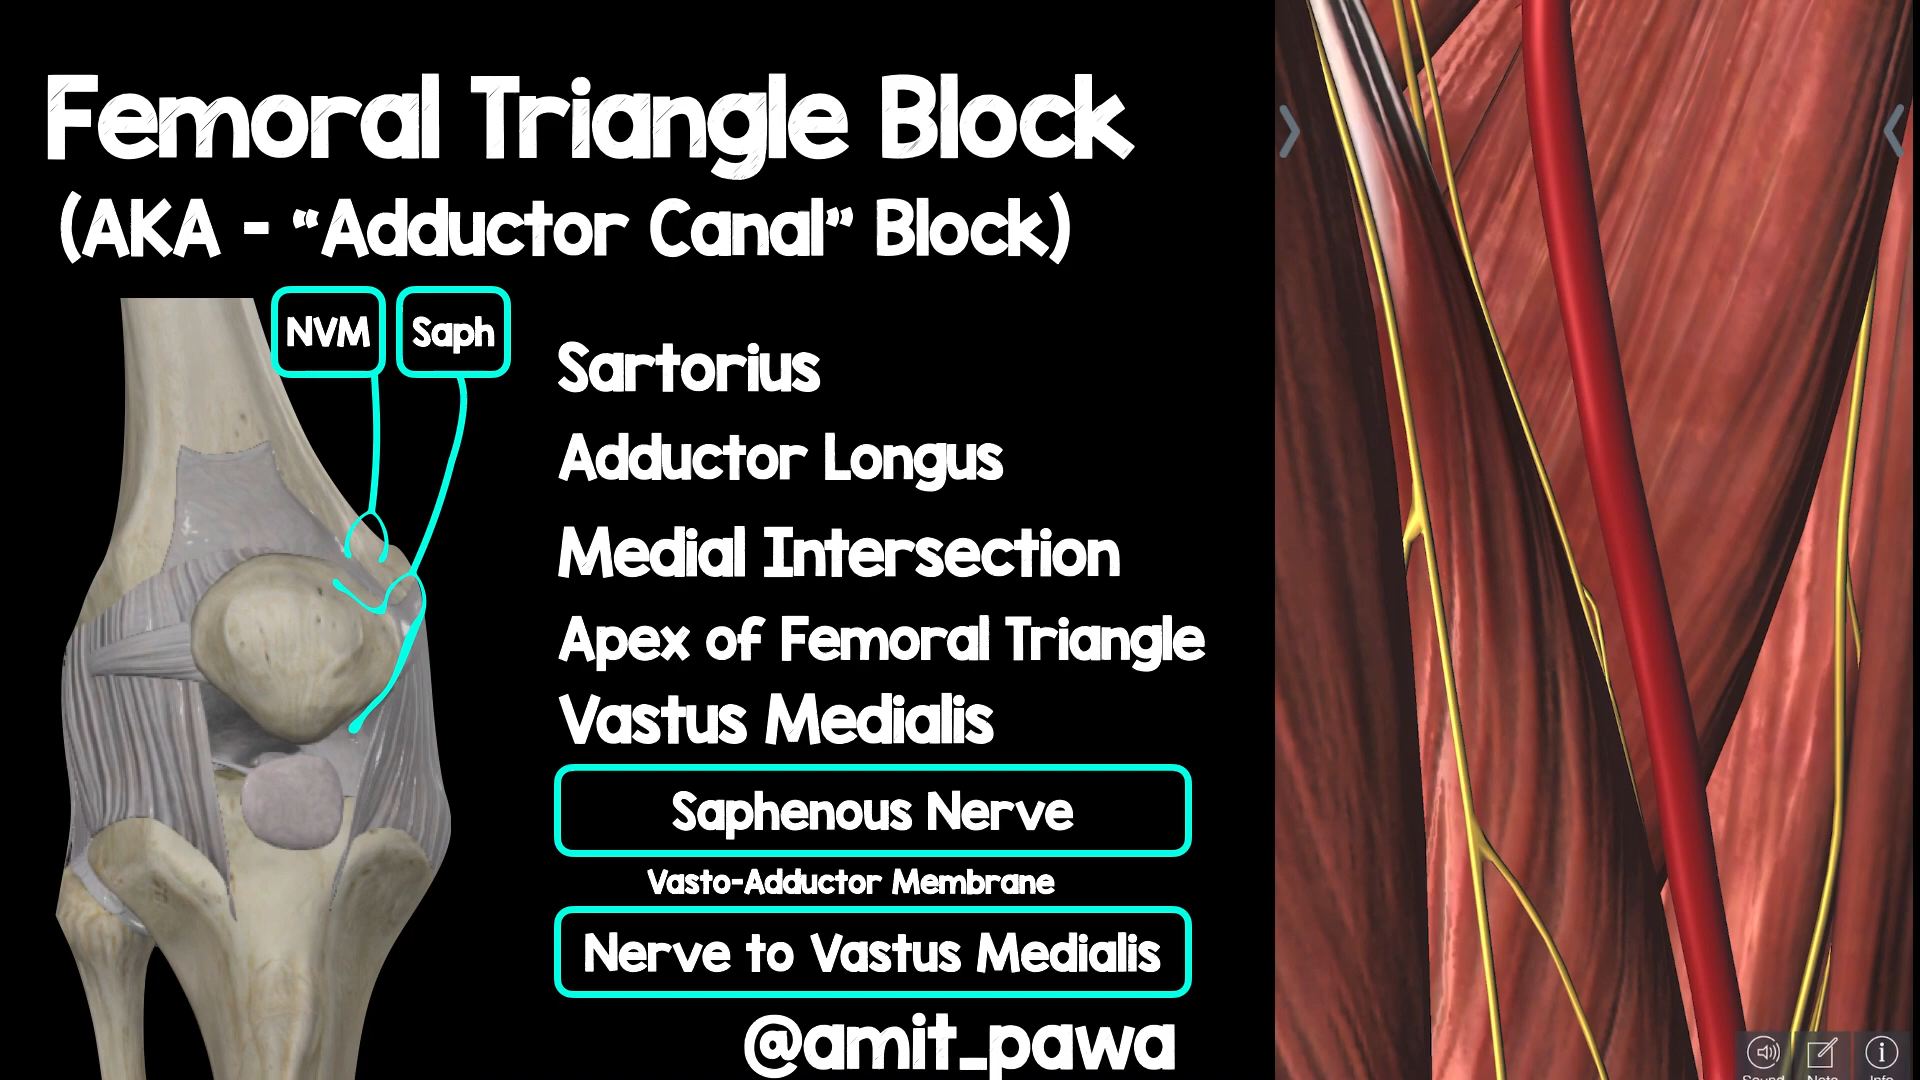 Femoral Triangle Block
(AKA - “Adductor Canal” Block)
NVM
Saph
Sartorius
Adductor Longus
Medial Intersection
Apex of Femoral Triangle
Vastus Medialis
Saphenous Nerve
Vasto-Adductor Membrane
Nerve to Vastus Medialis
@amit_pawa